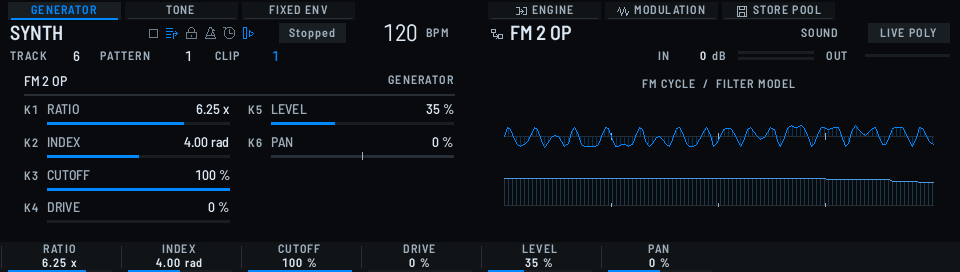 GENERATOR TONE FIXED ENV ENGINE MODULATION STORE POOL
SYNTH Stopped 120 BPM FM 2 OP SOUND LIVE POLY
TRACK 6 PATTERN 1 CLIP 1 IN 0 dB OUT
FM 2 OP GENERATOR
FM CYCLE / FILTER MODEL
K1 RATIO 6.25 x K5 LEVEL 35 %
K2 INDEX 4.00 rad K6 PAN 0 %
K3 CUTOFF 100 %
K4 DRIVE 0 %
RATIO INDEX CUTOFF DRIVE LEVEL PAN
6.25 x 4.00 rad 100 % 0 % 35 % 0 %